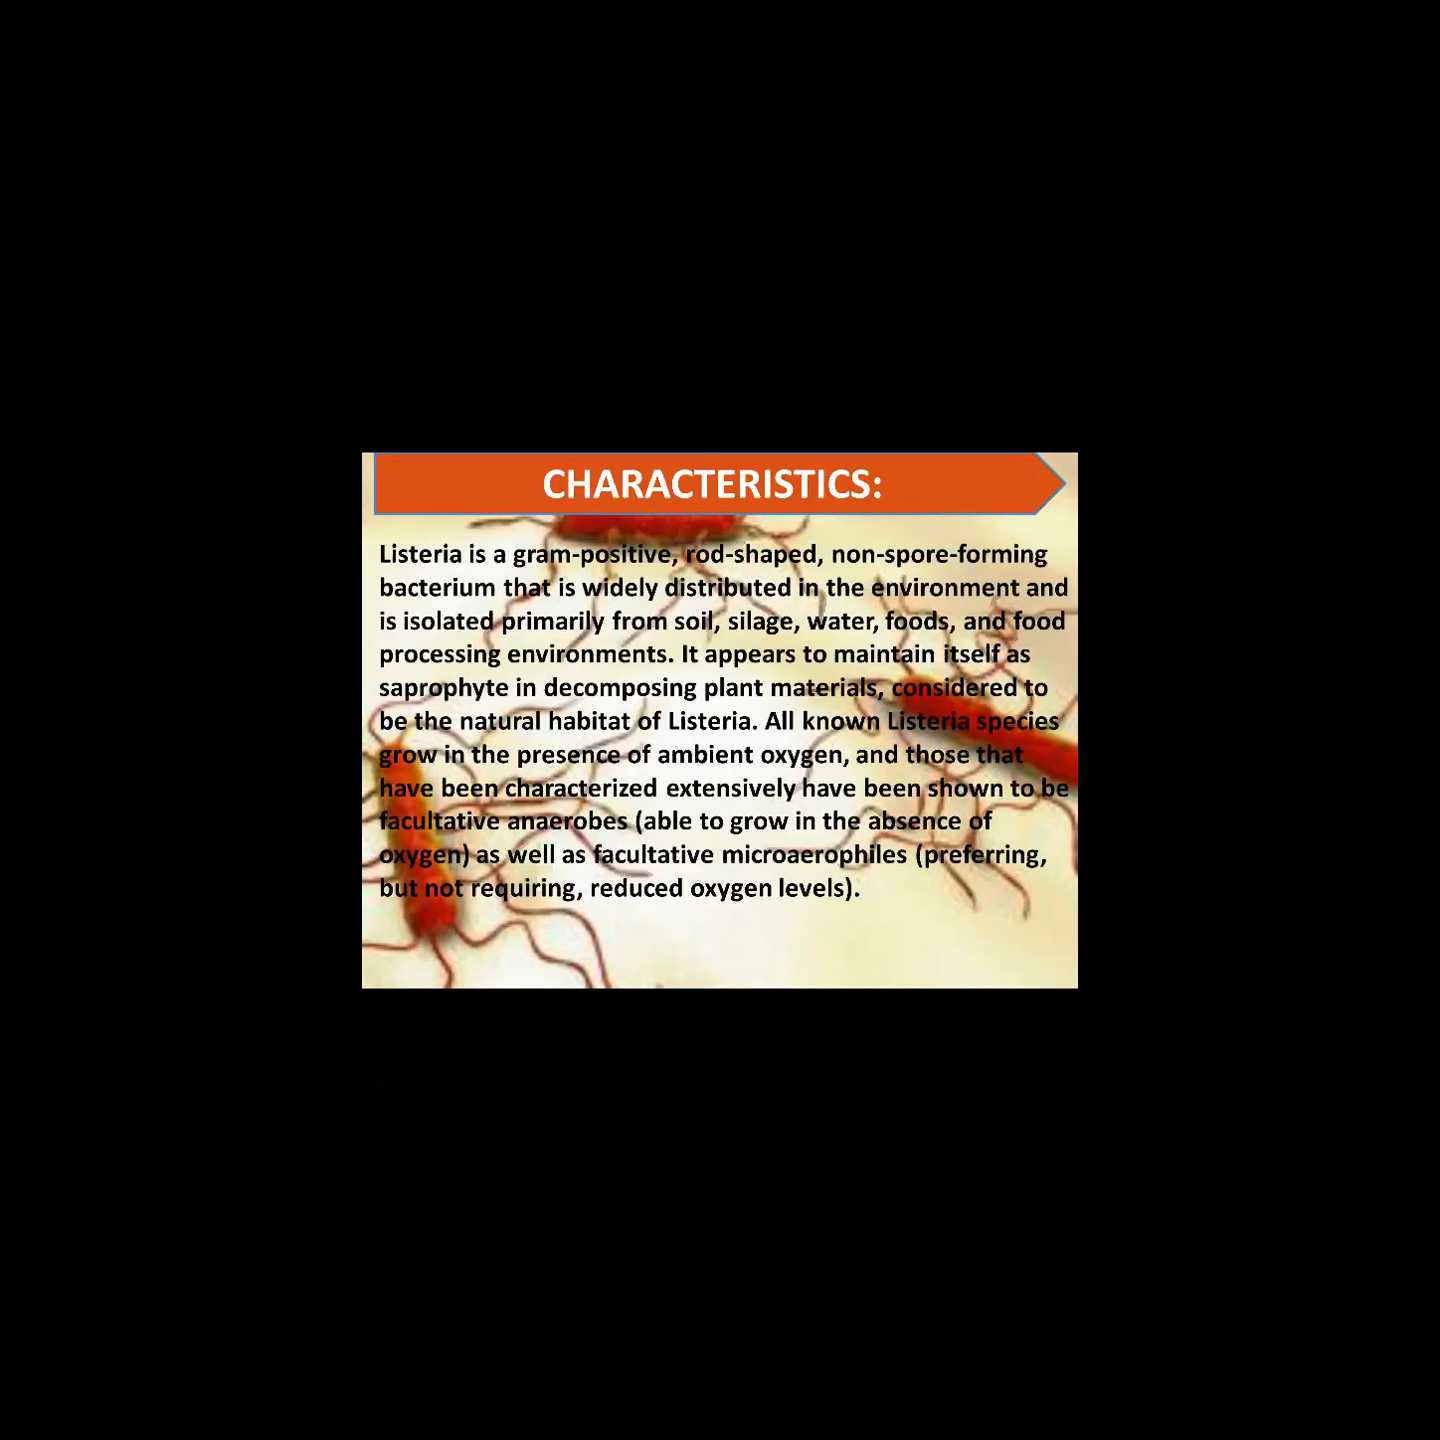 CHARACTERISTICS:
Listeria is a gram-positive, rod-shaped, non-spore-forming
bacterium that is widely distributed in the environment and
is isolated primarily from soil, silage, water, foods, and food
processing environments. It appears to maintain itself as
saprophyte in decomposing plant materials, considered to
be the natural habitat of Listeria. All known Listeria species
grow in the presence of ambient oxygen, and those that
have been characterized extensively have been shown to be
facultative anaerobes (able to grow in the absence of
oxygen) as well as facultative microaerophiles (preferring,
but not requiring, reduced oxygen levels).